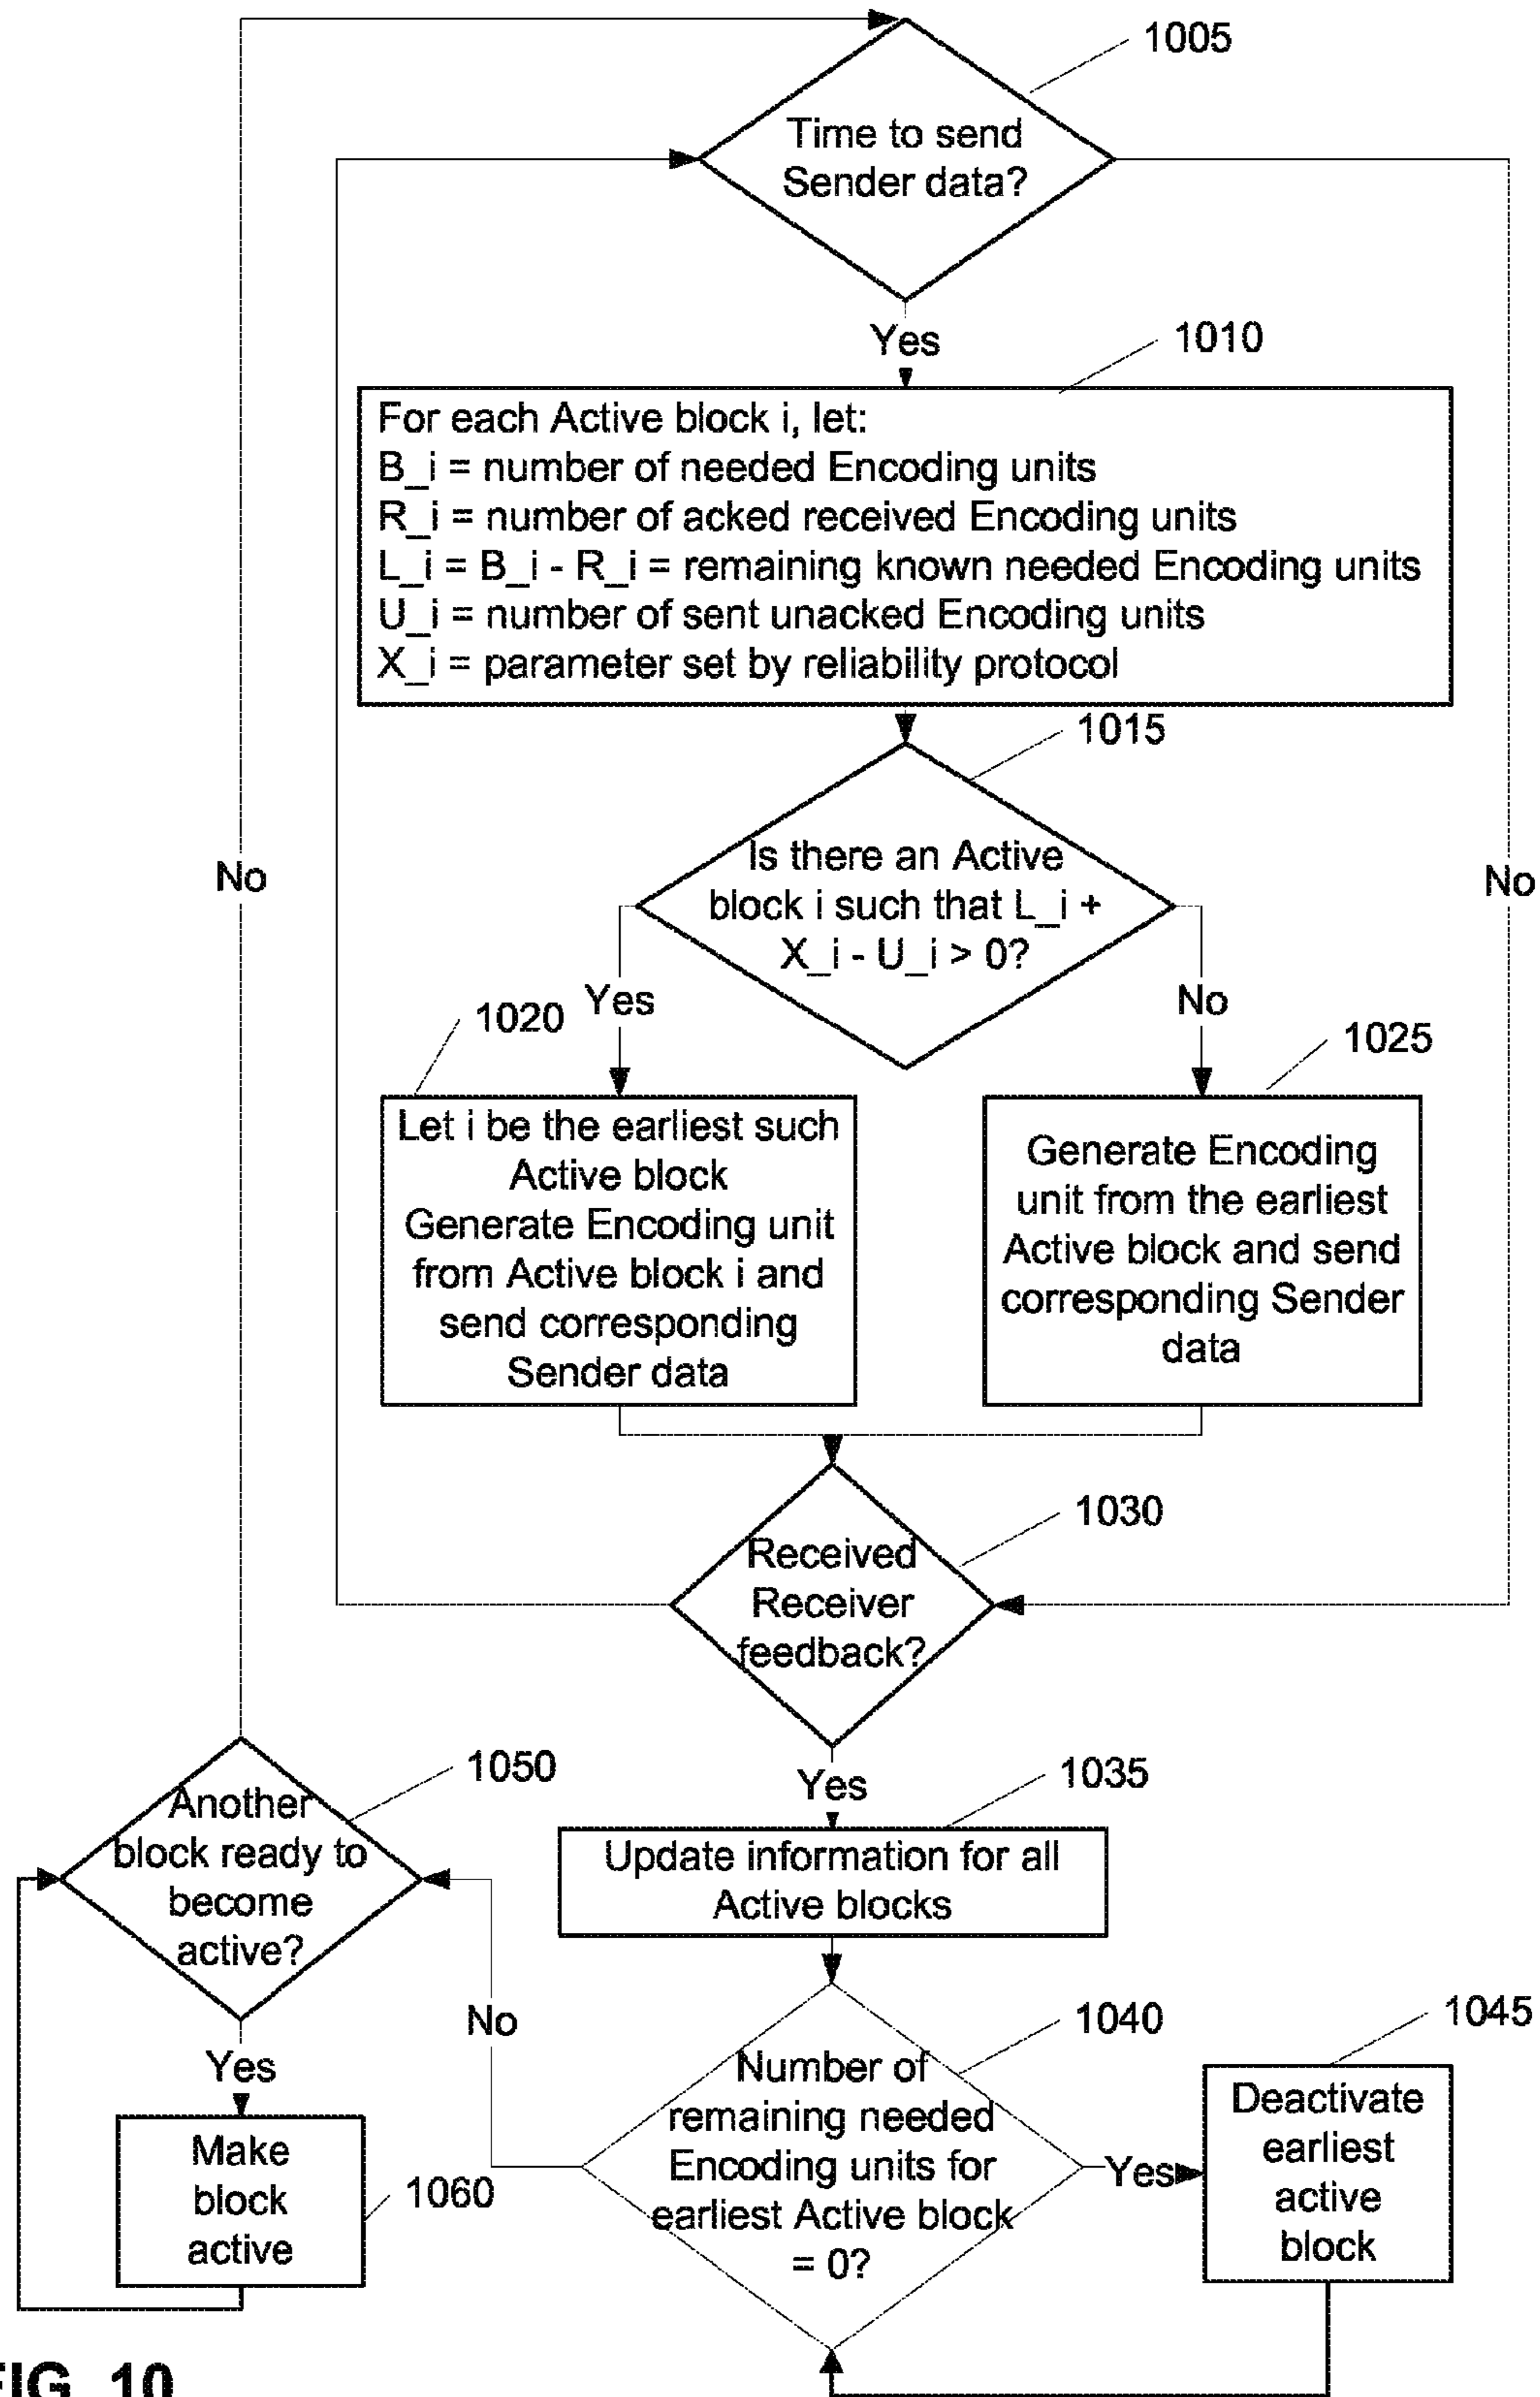 1005
Time to send
Sender data?
Yes
1010
For each Active block i, let:
B_i = number of needed Encoding units
R_i = number of acked received Encoding units
L_i = B_i - R_i = remaining known needed Encoding units
U_i = number of sent unacked Encoding units
X_i = parameter set by reliability protocol
1015
Is there an Active
block i such that L_i +
X_i - U_i > 0?
No
No
Yes
No
1020
1025
Let i be the earliest such
Active block
Generate Encoding unit
from Active block i and
send corresponding
Sender data
Generate Encoding
unit from the earliest
Active block and send
corresponding Sender
data
1030
Received
Receiver
feedback?
Yes
1035
Update information for all
Active blocks
1050
Another
block ready to
become
active?
Yes
No
1060
Make
block
active
1040
Number of
remaining needed
Encoding units for
earliest Active block
= 0?
Yes
1045
Deactivate
earliest
active
block
FIG. 10